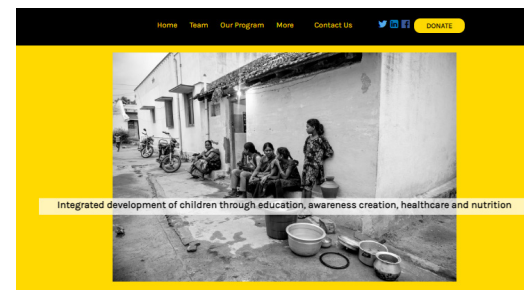 Home Team Our Program More Contact Us DONATE
Integrated development of children through education, awareness creation, healthcare and nutrition